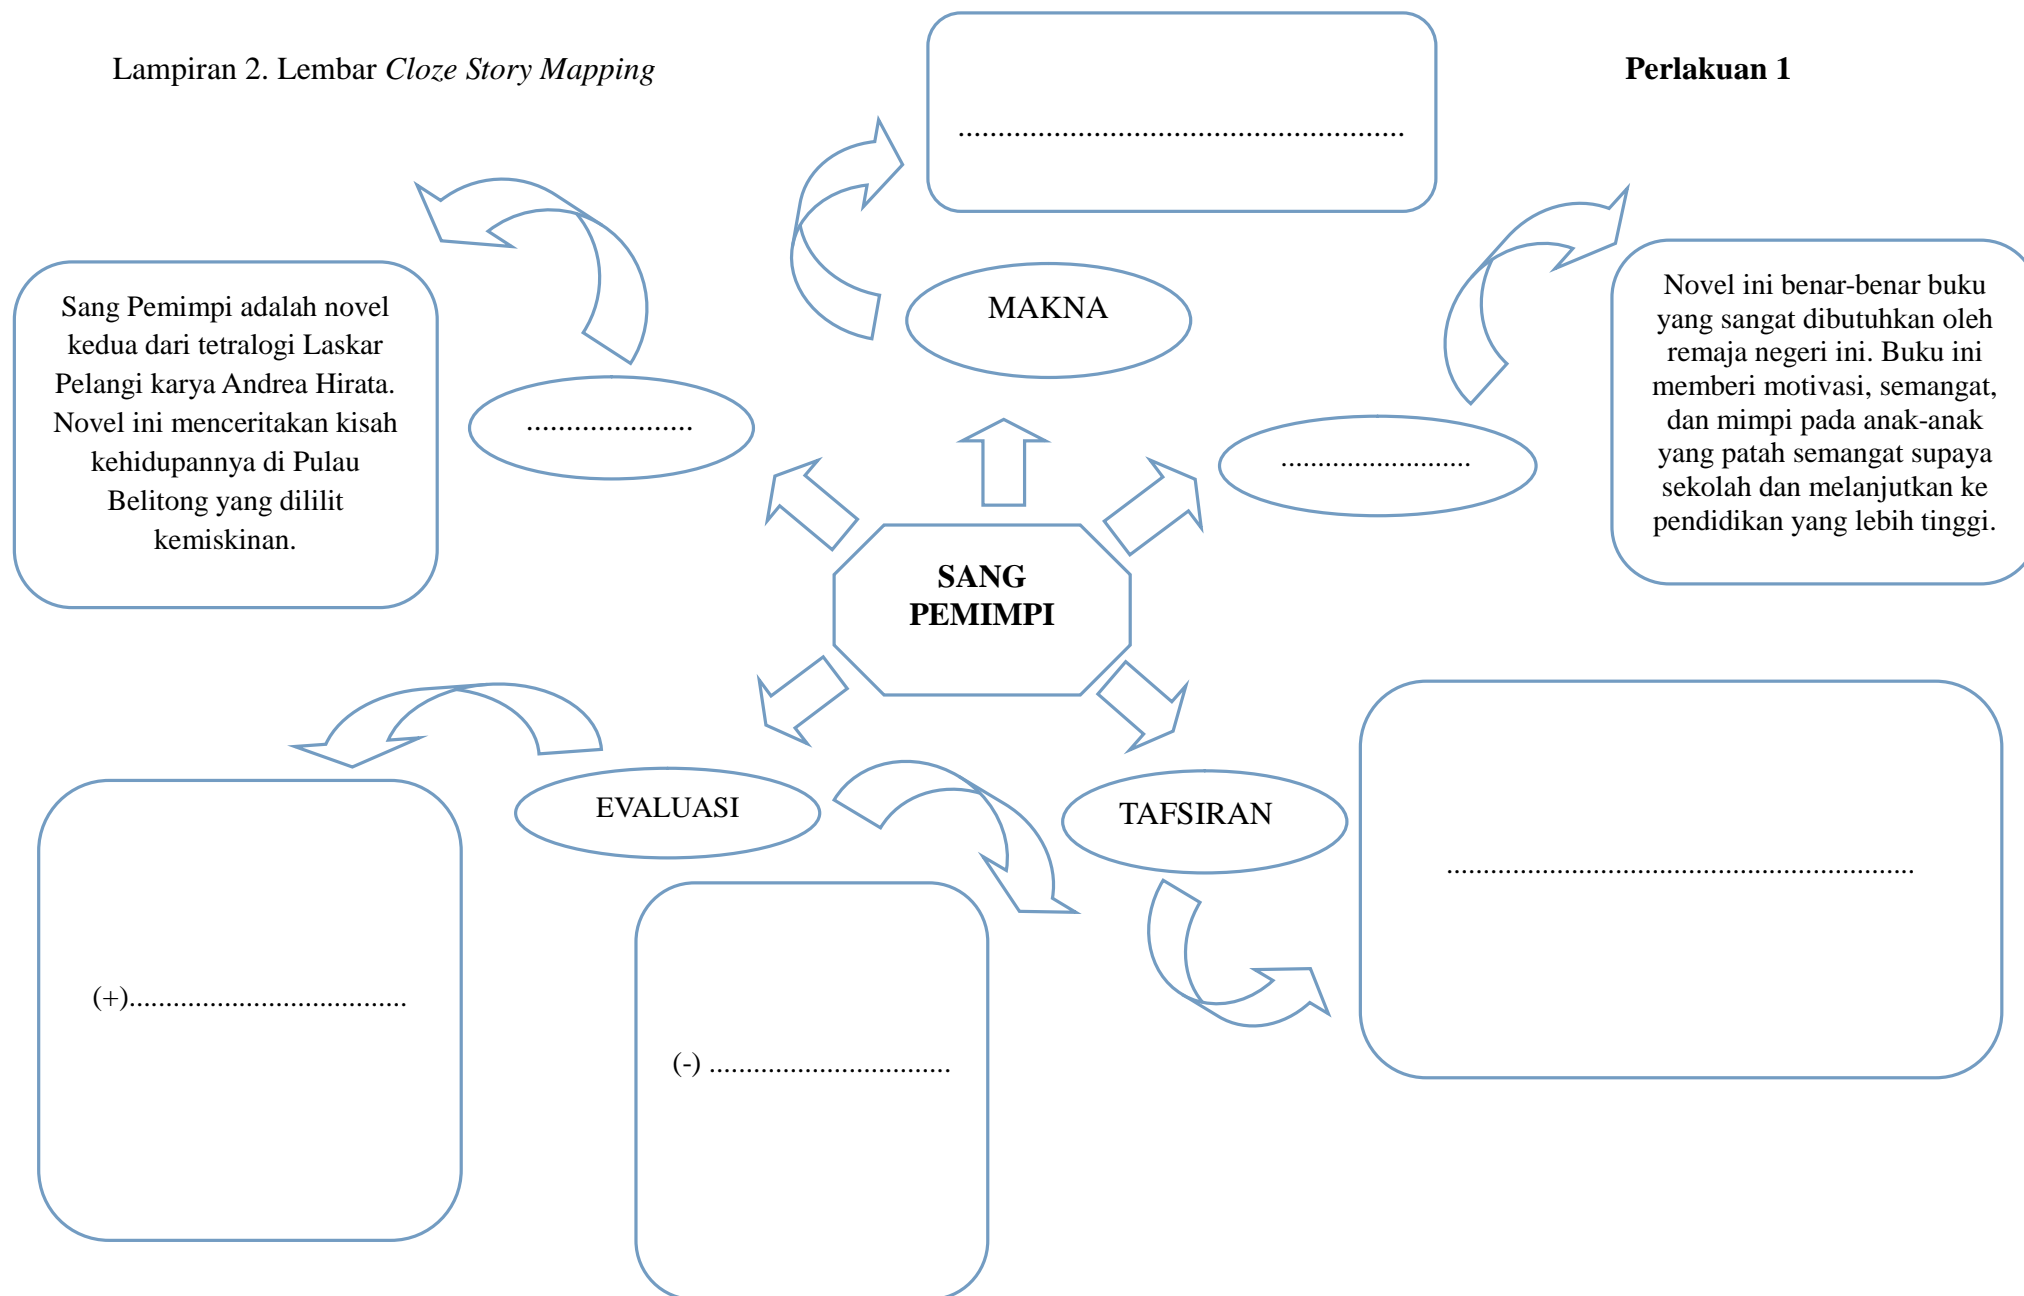 Lampiran 2. Lembar Cloze Story Mapping
Perlakuan 1
........................................................
MAKNA
Sang Pemimpi adalah novel
kedua dari tetralogi Laskar
Pelangi karya Andrea Hirata.
Novel ini menceritakan kisah
kehidupannya di Pulau
Belitong yang dililit
kemiskinan.
.....................
Novel ini benar-benar buku
yang sangat dibutuhkan oleh
remaja negeri ini. Buku ini
memberi motivasi, semangat,
dan mimpi pada anak-anak
yang patah semangat supaya
sekolah dan melanjutkan ke
pendidikan yang lebih tinggi.
..........................
SANG
PEMIMPI
EVALUASI
TAFSIRAN
(+)......................................
(-) .................................
................................................................